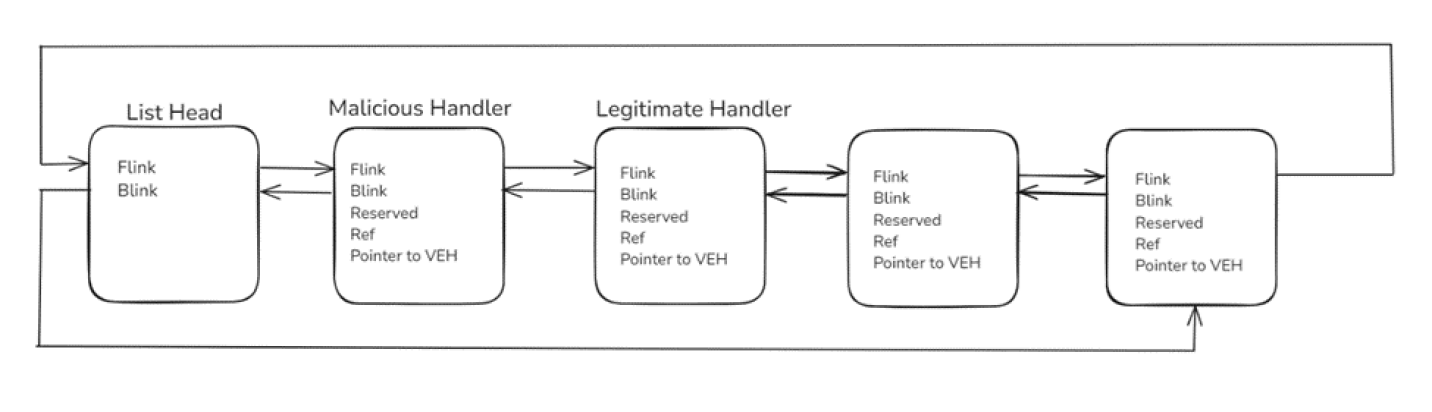 List Head
Malicious Handler
Legitimate Handler
Flink
Blink
Flink
Blink
Reserved
Ref
Pointer to VEH
Flink
Blink
Reserved
Ref
Pointer to VEH
Flink
Blink
Reserved
Ref
Pointer to VEH
Flink
Blink
Reserved
Ref
Pointer to VEH